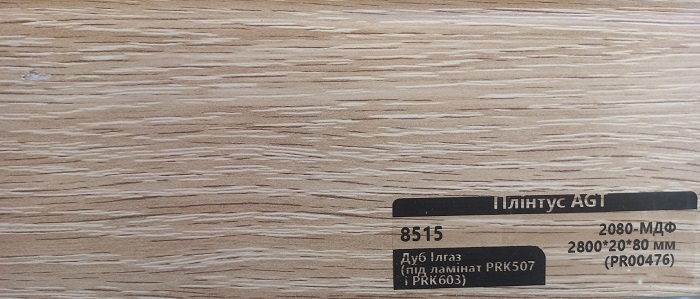 Плінтус AGT
8515
Дуб Ілгаз
(під ламінат PRK507
і PRK603)
2080-МДФ
2800*20*80 мм
(PR00476)